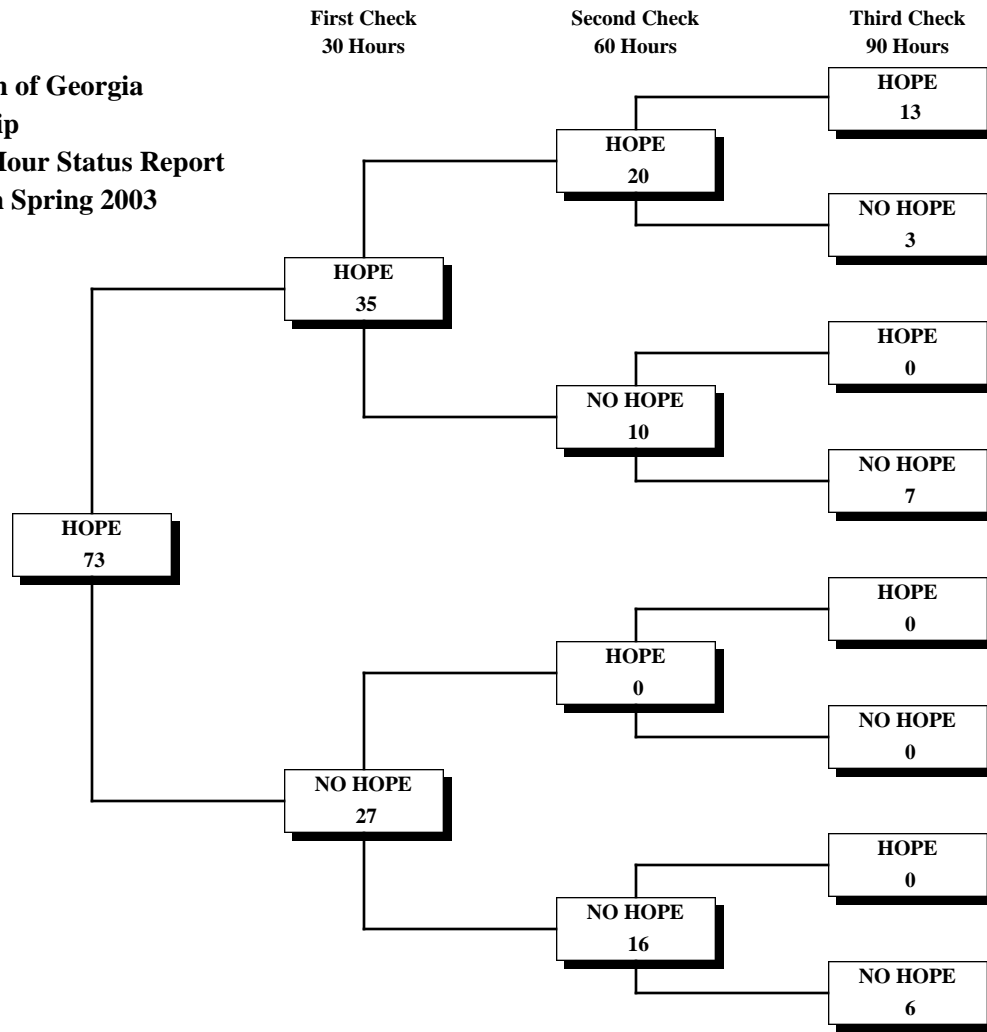 First Check
30 Hours
Second Check
60 Hours
Third Check
90 Hours
of Georgia
Status Report
Spring 2003
HOPE
13
HOPE
20
NO HOPE
3
HOPE
35
HOPE
0
NO HOPE
10
NO HOPE
7
HOPE
73
HOPE
0
HOPE
0
NO HOPE
0
NO HOPE
27
HOPE
0
NO HOPE
16
NO HOPE
6